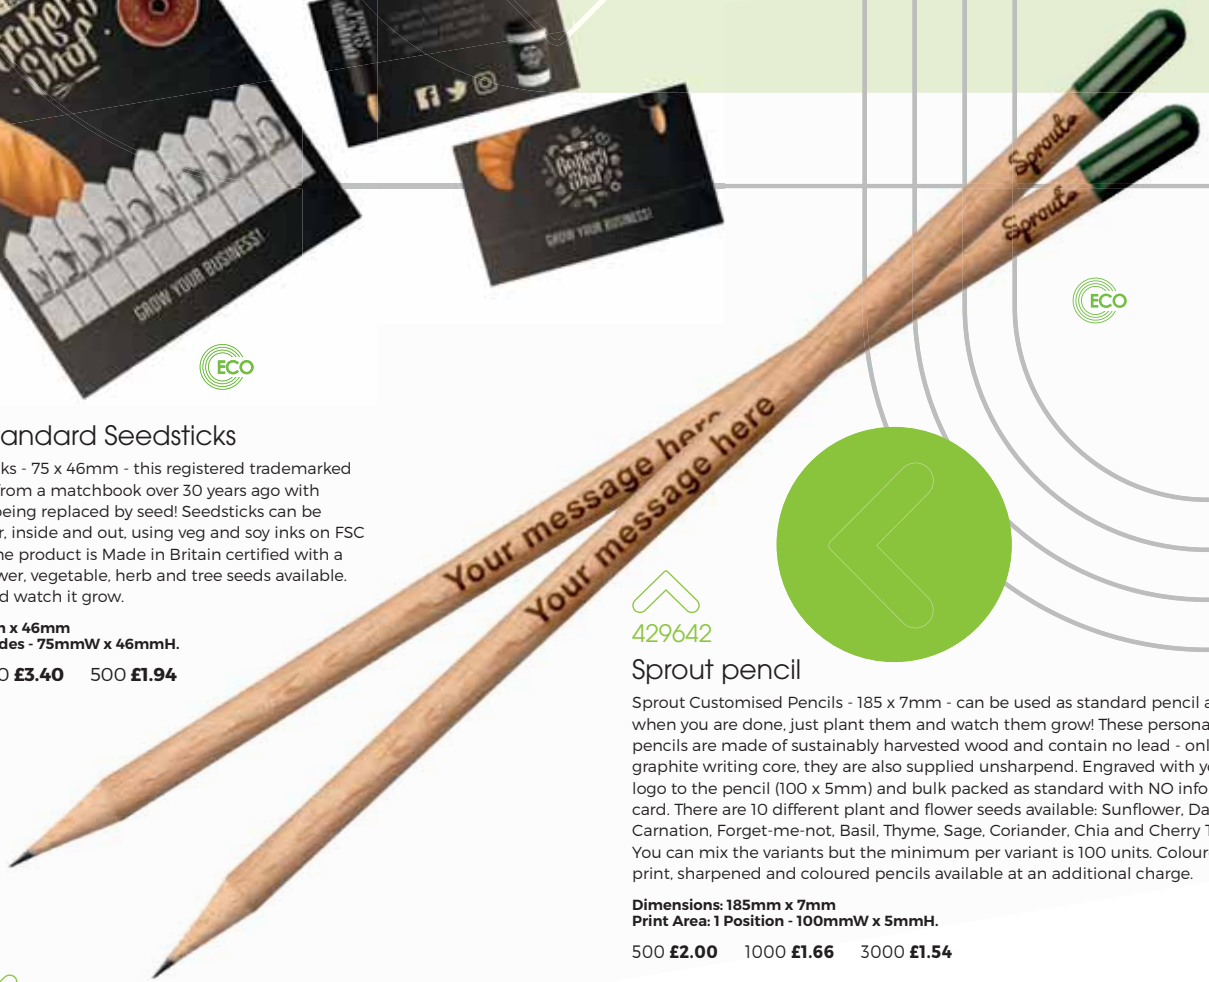 Bakery
Shop
GROW YOUR BUSINESS!
Bakery
Shop
GROW YOUR BUSINESS!
Sprout
Sprout
ECO
ECO
Your message here
Your message here
andard Seedsticks
ks - 75 x 46mm - this registered trademarked
rom a matchbook over 30 years ago with
being replaced by seed! Seedsticks can be
r, inside and out, using veg and soy inks on FSC
ne product is Made in Britain certified with a
wer, vegetable, herb and tree seeds available.
d watch it grow.
n x 46mm
des - 75mmW x 46mmH.
0 £3.40 500 £1.94
429642
Sprout pencil
Sprout Customised Pencils - 185 x 7mm - can be used as standard pencil a
when you are done, just plant them and watch them grow! These persona
pencils are made of sustainably harvested wood and contain no lead - onl
graphite writing core, they are also supplied unsharpend. Engraved with y
logo to the pencil (100 x 5mm) and bulk packed as standard with NO info
card. There are 10 different plant and flower seeds available: Sunflower, Da
Carnation, Forget-me-not, Basil, Thyme, Sage, Coriander, Chia and Cherry T
You can mix the variants but the minimum per variant is 100 units. Colour
print, sharpened and coloured pencils available at an additional charge.
Dimensions: 185mm x 7mm
Print Area: 1 Position - 100mmW x 5mmH.
500 £2.00 1000 £1.66 3000 £1.54